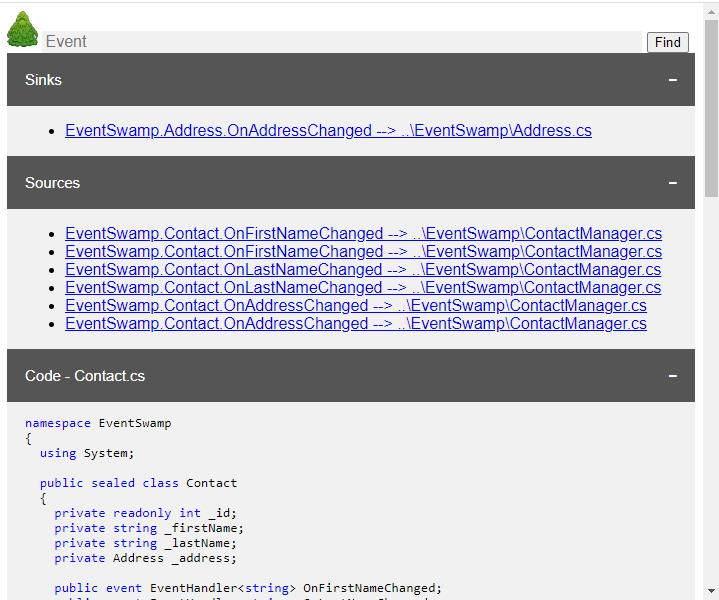 Event
Find
Sinks
EventSwamp.Address.OnAddressChanged --> ..\EventSwamp\Address.cs
Sources
EventSwamp.Contact.OnFirstNameChanged --> ..\EventSwamp\ContactManager.cs
EventSwamp.Contact.OnFirstNameChanged --> ..\EventSwamp\ContactManager.cs
EventSwamp.Contact.OnLastNameChanged --> ..\EventSwamp\ContactManager.cs
EventSwamp.Contact.OnLastNameChanged --> ..\EventSwamp\ContactManager.cs
EventSwamp.Contact.OnAddressChanged --> ..\EventSwamp\ContactManager.cs
EventSwamp.Contact.OnAddressChanged --> ..\EventSwamp\ContactManager.cs
Code - Contact.cs
namespace EventSwamp
{
using System;
public sealed class Contact
{
private readonly int _id;
private string _firstName;
private string _lastName;
private Address _address;
public event EventHandler<string> OnFirstNameChanged;